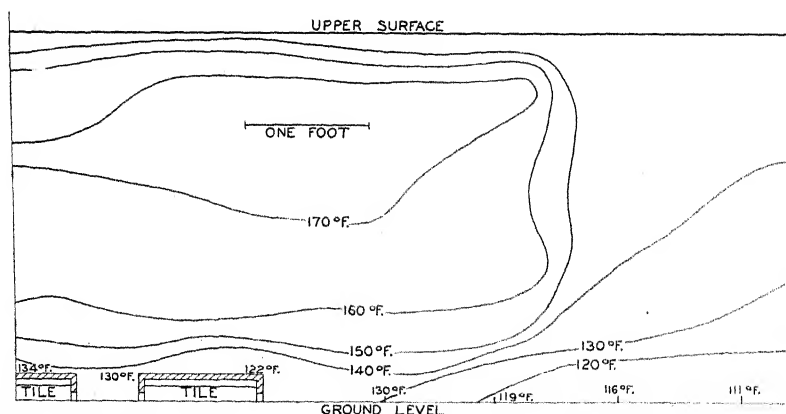 UPPER SURFACE
ONE FOOT
170°F.
160°F.
150°F.
130°F.
140°F.
120°F.
134°F. 130°F. 122°F.
TILE TILE
130°F. 119°F. 116°F. 111°F.
GROUND LEVEL